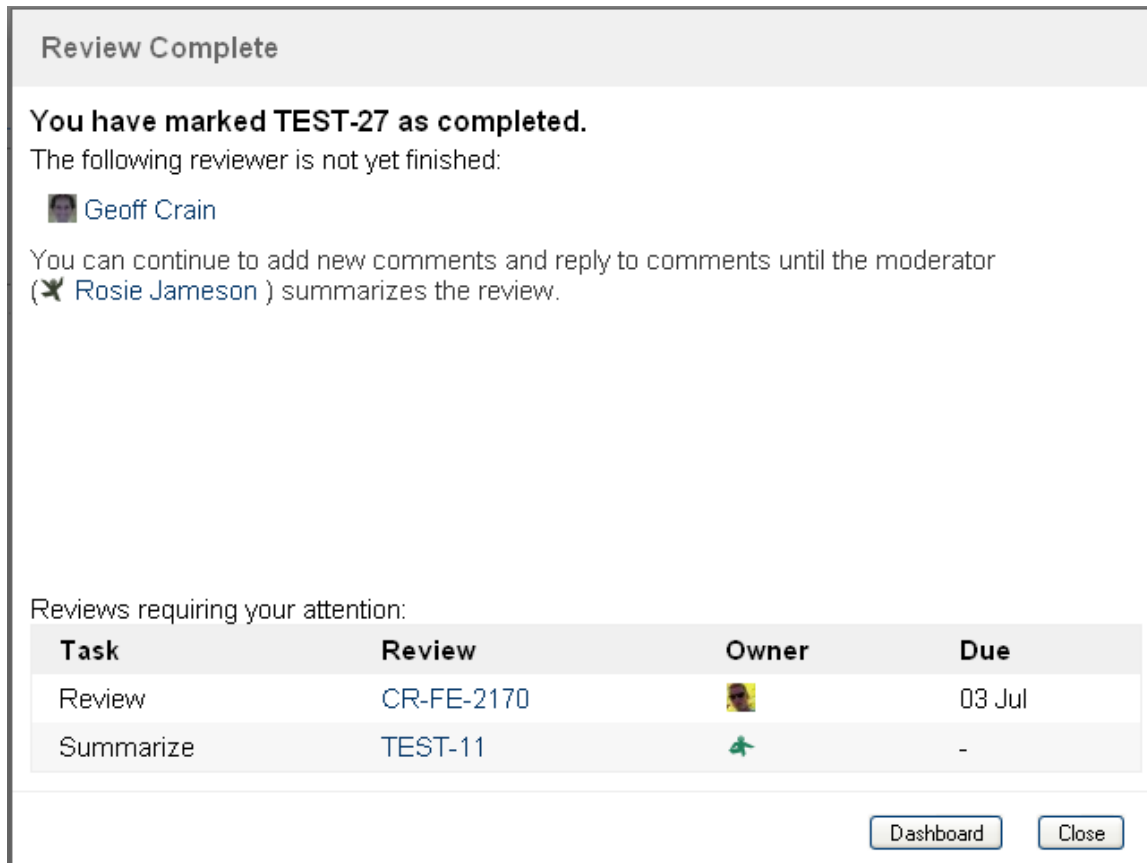 Review Complete
You have marked TEST-27 as completed.
The following reviewer is not yet finished:
Geoff Crain
You can continue to add new comments and reply to comments until the moderator
( Rosie Jameson ) summarizes the review.
Reviews requiring your attention:
Task Review Owner Due
Review CR-FE-2170 03 Jul
Summarize TEST-11 -
Dashboard Close